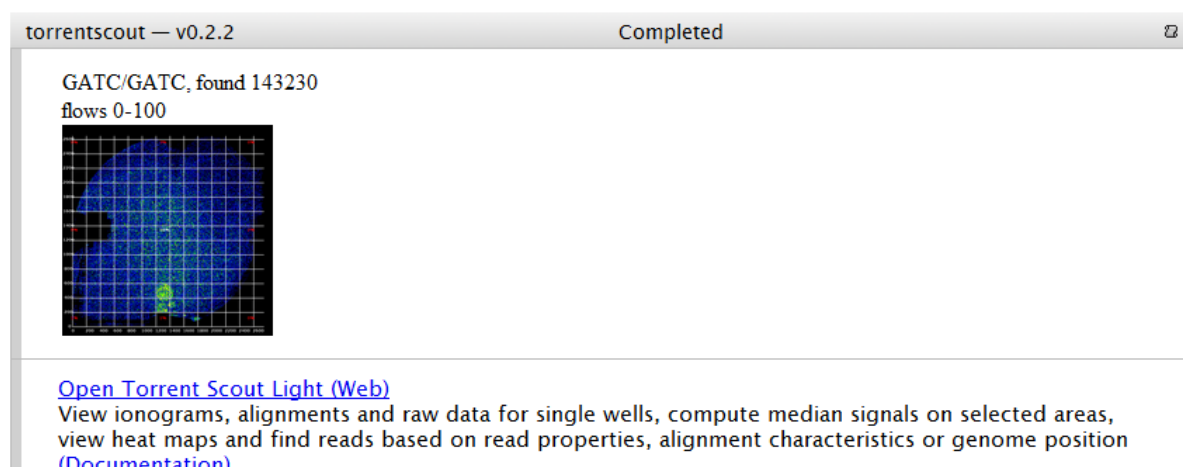 torrentscout — v0.2.2 Completed
GATC/GATC, found 143230
flows 0-100
Open Torrent Scout Light (Web)
View ionograms, alignments and raw data for single wells, compute median signals on selected areas,
view heat maps and find reads based on read properties, alignment characteristics or genome position
(Documentation)